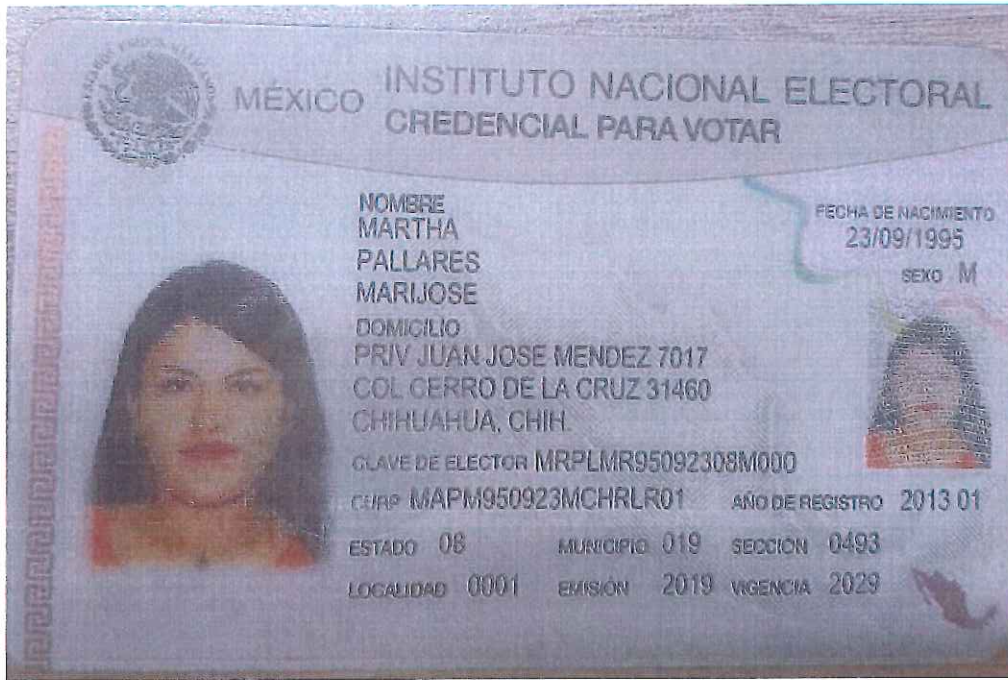 MÉXICO
INSTITUTO NACIONAL ELECTORAL
CREDENCIAL PARA VOTAR
NOMBRE
MARTHA
PALLARES
MARIJOSE
FECHA DE NACIMIENTO
23/09/1995
SEXO M
DOMICILIO
PRIV JUAN JOSE MENDEZ 7017
COL CERRO DE LA CRUZ 31460
CHIHUAHUA, CHIH.
CLAVE DE ELECTOR MRPLMR95092308M000
CURP MAPM950923MCHRLR01 AÑO DE REGISTRO 2013 01
ESTADO 08 MUNICIPIO 019 SECCIÓN 0493
LOCALIDAD 0001 EMISIÓN 2019 VIGENCIA 2029